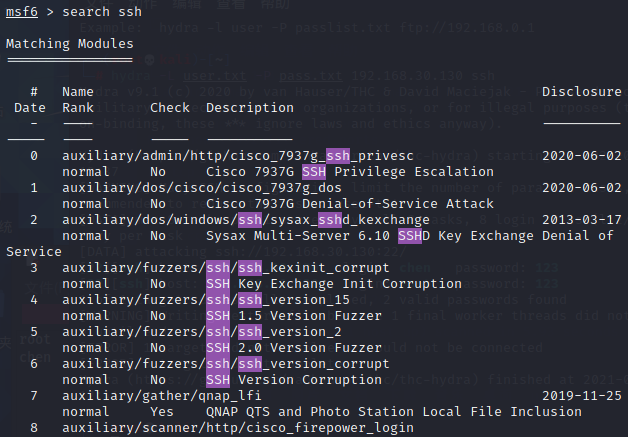 msf6 > search ssh
Matching Modules
================
# Name Disclosure
Date Rank Check Description
- ---- ----------
----- ---- ----- -----------
0 auxiliary/admin/http/cisco_7937g_ssh_privesc 2020-06-02
normal No Cisco 7937G SSH Privilege Escalation
1 auxiliary/dos/cisco/cisco_7937g_dos 2020-06-02
normal No Cisco 7937G Denial-of-Service Attack
2 auxiliary/dos/windows/ssh/sysax_sshd_kexchange 2013-03-17
normal No Sysax Multi-Server 6.10 SSHD Key Exchange Denial of
Service
3 auxiliary/fuzzers/ssh/ssh_kexinit_corrupt
normal No SSH Key Exchange Init Corruption
4 auxiliary/fuzzers/ssh/ssh_version_15
normal No SSH 1.5 Version Fuzzer
5 auxiliary/fuzzers/ssh/ssh_version_2
normal No SSH 2.0 Version Fuzzer
6 auxiliary/fuzzers/ssh/ssh_version_corrupt
normal No SSH Version Corruption
7 auxiliary/gather/qnap_lfi 2019-11-25
normal Yes QNAP QTS and Photo Station Local File Inclusion
8 auxiliary/scanner/http/cisco_firepower_login